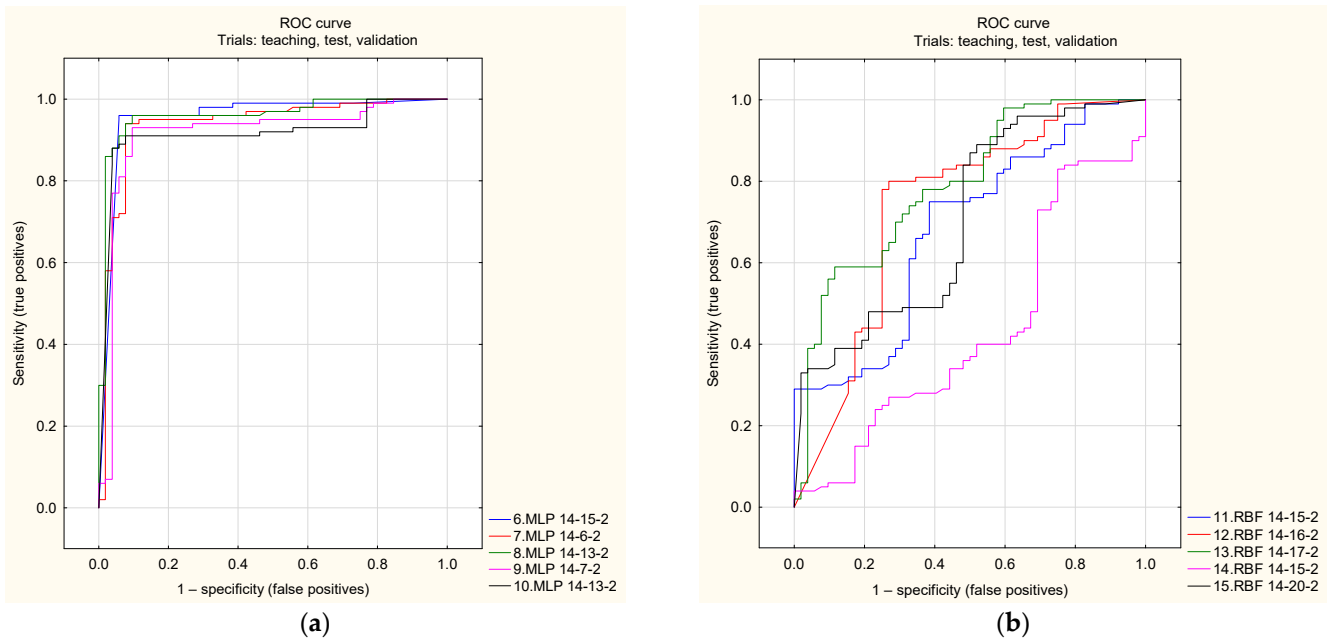 ROC curve
Trials: teaching, test, validation
1.0
0.8
0.6
0.4
0.2
0.0
Sensitivity (true positives)
0.0 0.2 0.4 0.6 0.8 1.0
1 – specificity (false positives)
6.MLP 14-15-2
7.MLP 14-6-2
8.MLP 14-13-2
9.MLP 14-7-2
10.MLP 14-13-2
(a)
ROC curve
Trials: teaching, test, validation
1.0
0.8
0.6
0.4
0.2
0.0
Sensitivity (true positives)
0.0 0.2 0.4 0.6 0.8 1.0
1 – specificity (false positives)
11.RBF 14-15-2
12.RBF 14-16-2
13.RBF 14-17-2
14.RBF 14-15-2
15.RBF 14-20-2
(b)